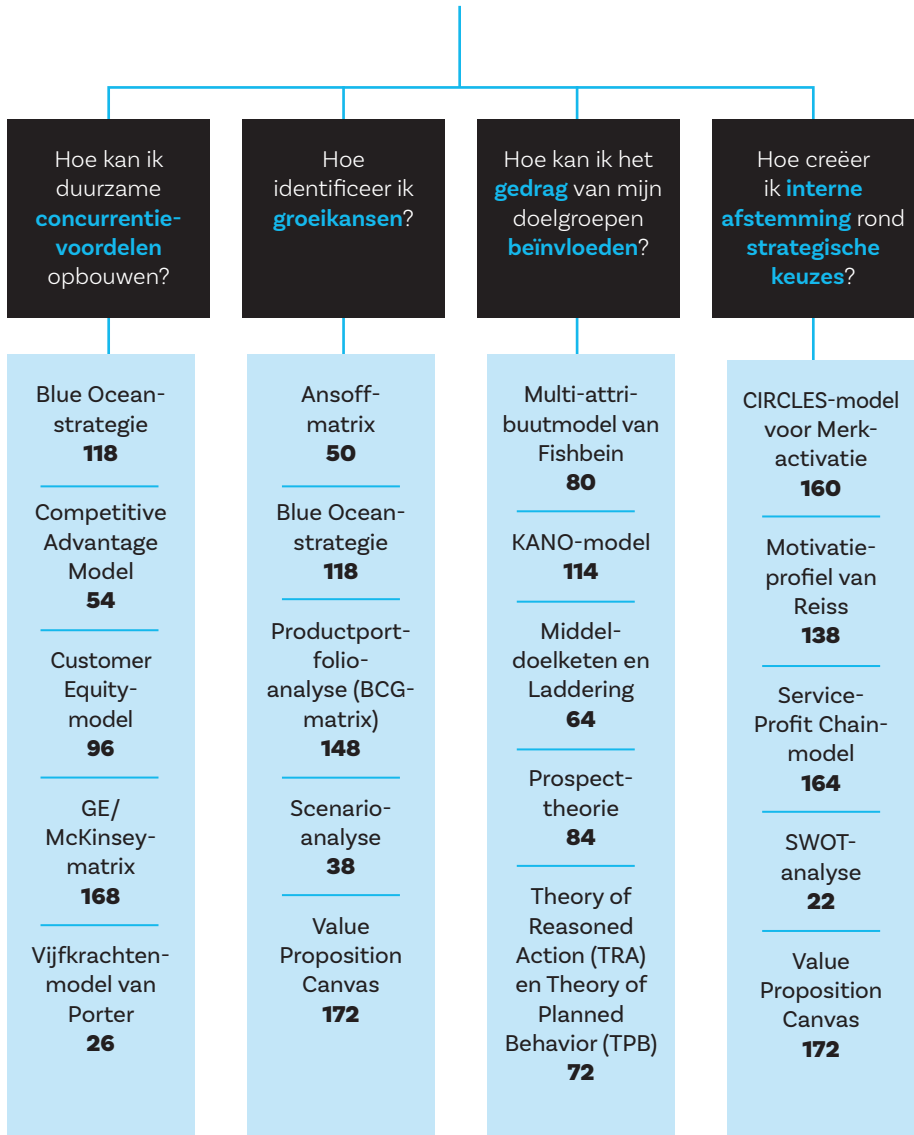 Hoe kan ik
duurzame
concurrentie-
voordelen
opbouwen?
Hoe
identificeer ik
groeikansen?
Hoe kan ik het
gedrag van mijn
doelgroepen
beïnvloeden?
Hoe creëer
ik interne
afstemming rond
strategische
keuzes?
Blue Ocean-
strategie
118
Competitive
Advantage
Model
54
Customer
Equity-
model
96
GE/
McKinsey-
matrix
168
Vijfkrachten-
model van
Porter
26
Ansoff-
matrix
50
Blue Ocean-
strategie
118
Productport-
folio-
analyse (BCG-
matrix)
148
Scenario-
analyse
38
Value
Proposition
Canvas
172
Multi-attri-
buutmodel van
Fishbein
80
KANO-model
114
Middel-
doelketen en
Laddering
64
Prospect-
theorie
84
Theory of
Reasoned
Action (TRA)
en Theory of
Planned
Behavior (TPB)
72
CIRCLES-model
voor Merk-
activatie
160
Motivatie-
profiel van
Reiss
138
Service-
Profit Chain-
model
164
SWOT-
analyse
22
Value
Proposition
Canvas
172